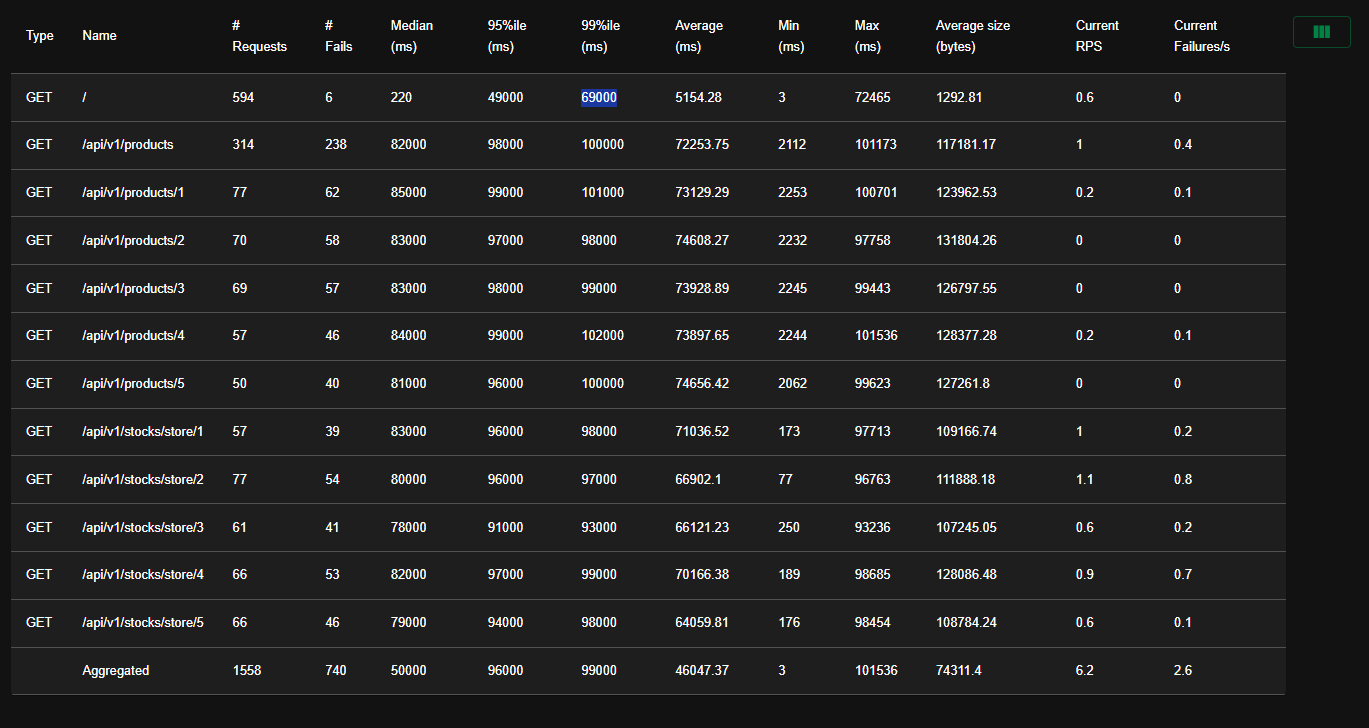 Type Name # Requests # Fails Median (ms) 95%ile (ms) 99%ile (ms) Average (ms) Min (ms) Max (ms) Average size (bytes) Current RPS Current Failures/s
GET / 594 6 220 49000 69000 5154.28 3 72465 1292.81 0.6 0
GET /api/v1/products 314 238 82000 98000 100000 72253.75 2112 101173 117181.17 1 0.4
GET /api/v1/products/1 77 62 85000 99000 101000 73129.29 2253 100701 123962.53 0.2 0.1
GET /api/v1/products/2 70 58 83000 97000 98000 74608.27 2232 97758 131804.26 0 0
GET /api/v1/products/3 69 57 83000 98000 99000 73928.89 2245 99443 126797.55 0 0
GET /api/v1/products/4 57 46 84000 99000 102000 73897.65 2244 101536 128377.28 0.2 0.1
GET /api/v1/products/5 50 40 81000 96000 100000 74656.42 2062 99623 127261.8 0 0
GET /api/v1/stocks/store/1 57 39 83000 96000 98000 71036.52 173 97713 109166.74 1 0.2
GET /api/v1/stocks/store/2 77 54 80000 96000 97000 66902.1 77 96763 111888.18 1.1 0.8
GET /api/v1/stocks/store/3 61 41 78000 91000 93000 66121.23 250 93236 107245.05 0.6 0.2
GET /api/v1/stocks/store/4 66 53 82000 97000 99000 70166.38 189 98685 128086.48 0.9 0.7
GET /api/v1/stocks/store/5 66 46 79000 94000 98000 64059.81 176 98454 108784.24 0.6 0.1
Aggregated 1558 740 50000 96000 99000 46047.37 3 101536 74311.4 6.2 2.6